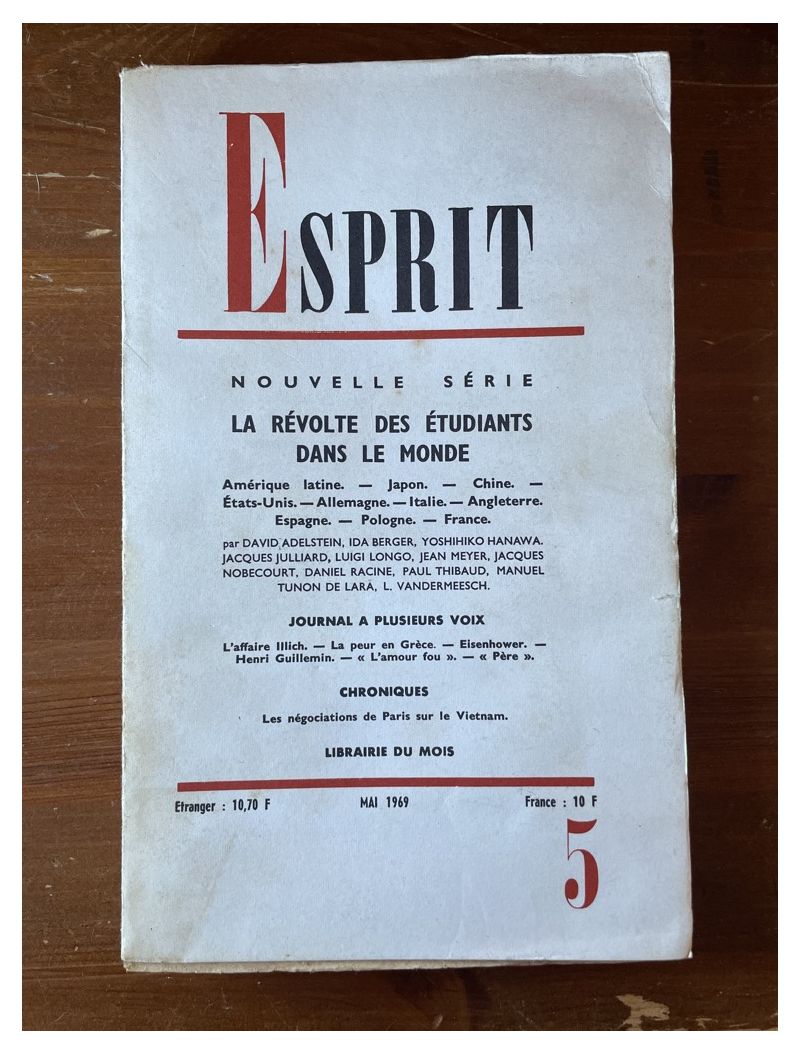 ESPRIT
NOUVELLE SÉRIE
LA RÉVOLTE DES ÉTUDIANTS
DANS LE MONDE
Amérique latine. — Japon. — Chine. —
États-Unis. — Allemagne. — Italie. — Angleterre.
Espagne. — Pologne. — France.
par DAVID ADELSTEIN, IDA BERGER, YOSHIHIKO HANAWA.
JACQUES JULLIARD, LUIGI LONGO, JEAN MEYER, JACQUES
NOBECOURT, DANIEL RACINE, PAUL THIBAUD, MANUEL
TUNON DE LARA, L. VANDERMEESCH.
JOURNAL A PLUSIEURS VOIX
L'affaire Illich. — La peur en Grèce. — Eisenhower. —
Henri Guillemin. — « L'amour fou ». — « Père ».
CHRONIQUES
Les négociations de Paris sur le Vietnam.
LIBRAIRIE DU MOIS
Etranger : 10,70 F MAI 1969 France : 10 F
5